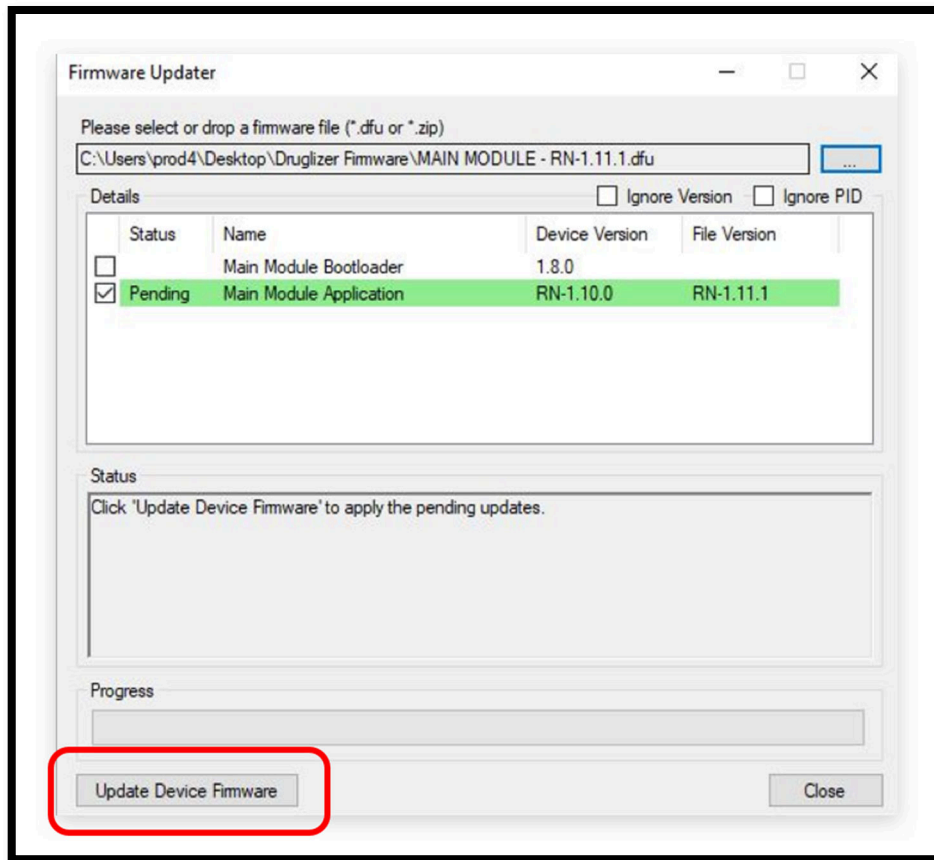 Firmware Updater
Please select or drop a firmware file (*.dfu or *.zip)
C:\Users\prod4\Desktop\Druglizer Firmware\MAIN MODULE - RN-1.11.1.dfu ...
Details Ignore Version Ignore PID
Status Name Device Version File Version
Main Module Bootloader 1.8.0
Pending Main Module Application RN-1.10.0 RN-1.11.1
Status
Click 'Update Device Firmware' to apply the pending updates.
Progress
Update Device Firmware Close